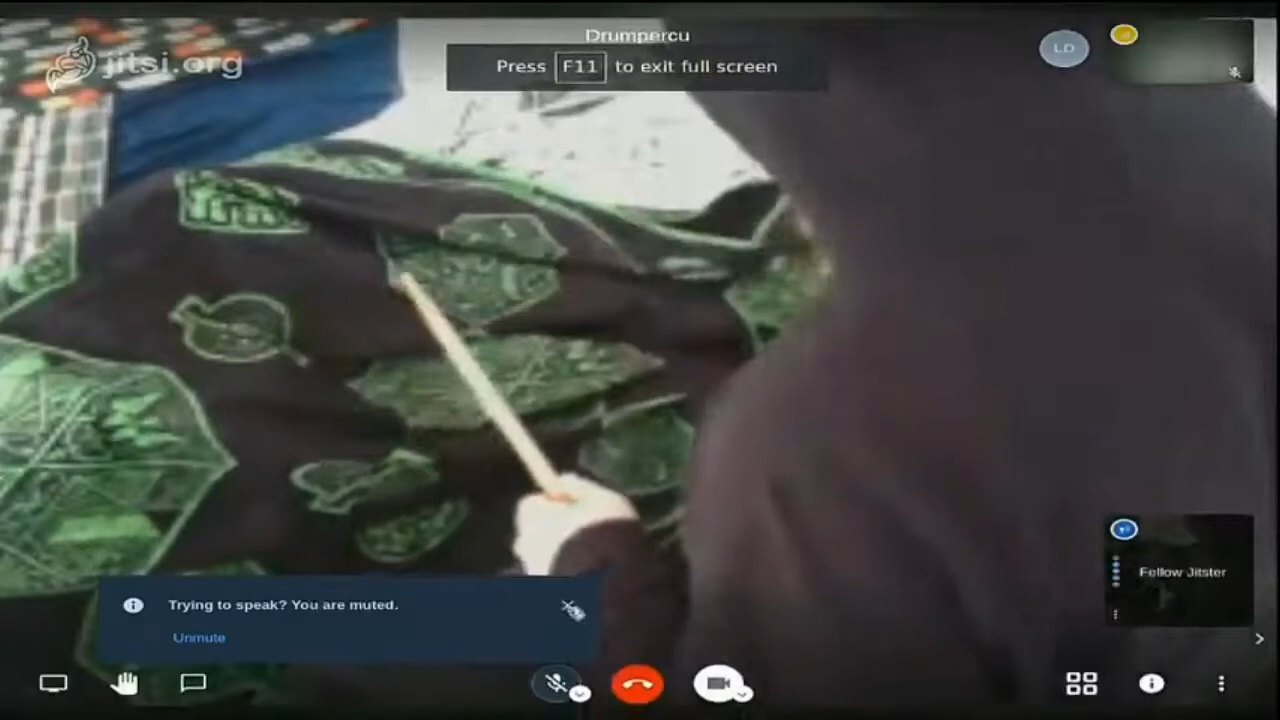 Drumpercu
jitsi.org
Press F11 to exit full screen
LD
Fellow Jitster
Trying to speak? You are muted.
Unmute